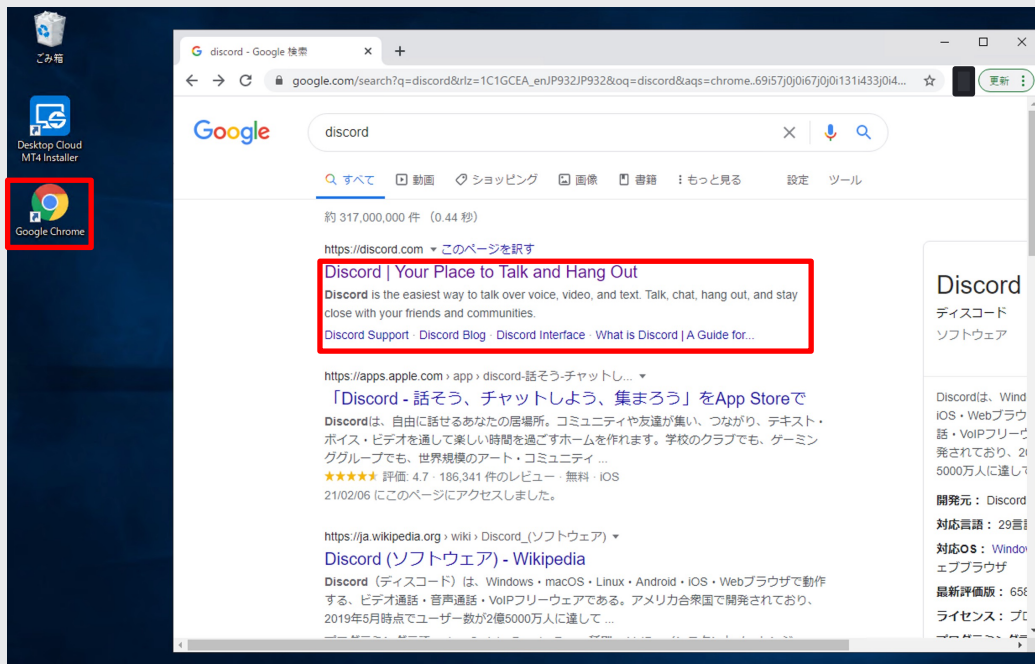 ごみ箱
Desktop Cloud
MT4 Installer
Google Chrome
discord - Google 検索
google.com/search?q=discord&rlz=1C1GCEA_enJP932JP932&oq=discord&aqs=chrome..69i57j0j0i67j0j0i131i433j0i4...
更新
Google
discord
すべて 動画 ショッピング 画像 書籍 もっと見る 設定 ツール
約 317,000,000 件 (0.44 秒)
https://discord.com このページを訳す
Discord | Your Place to Talk and Hang Out
Discord is the easiest way to talk over voice, video, and text. Talk, chat, hang out, and stay
close with your friends and communities.
Discord Support · Discord Blog · Discord Interface · What is Discord | A Guide for...
https://apps.apple.com › app › discord-話そう-チャットし...
「Discord - 話そう、チャットしよう、集まろう」をApp Storeで
Discordは、自由に話せるあなたの居場所。コミュニティや友達が集い、つながり、テキスト・
ボイス・ビデオを通して楽しい時間を過ごすホームを作れます。学校のクラブでも、ゲーミン
ググループでも、世界規模のアート・コミュニティ ...
★★★★★ 評価: 4.7 · 186,341 件のレビュー · 無料 · iOS
21/02/06 にこのページにアクセスしました。
https://ja.wikipedia.org › wiki › Discord_(ソフトウェア)
Discord (ソフトウェア) - Wikipedia
Discord（ディスコード）は、Windows・macOS・Linux・Android・iOS・Webブラウザで動作
する、ビデオ通話・音声通話・VoIPフリーウェアである。アメリカ合衆国で開発されており、
2019年5月時点でユーザー数が2億5000万人に達して ...
Discord
ディスコード
ソフトウェア
Discordは、Wind
iOS・Webブラウ
話・VoIPフリーウ
発されており、20
5000万人に達して
開発元： Discord
対応言語： 29言語
対応OS： Window
ェブブラウザ
最新評価版： 658
ライセンス： プロ